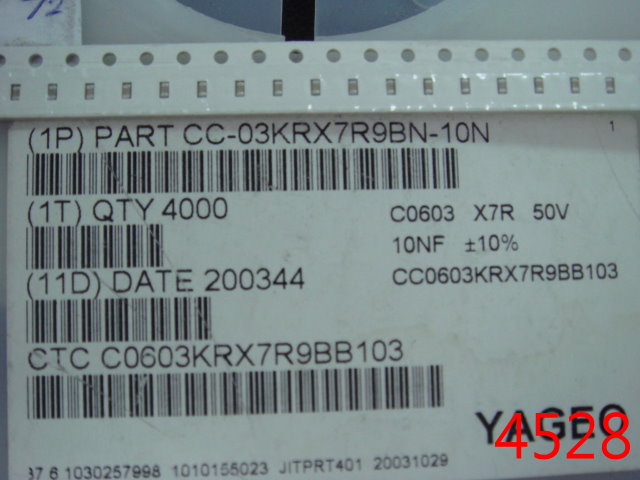 (1P) PART CC-03KRX7R9BN-10N
1
(1T) QTY 4000
C0603 X7R 50V
10NF ±10%
(11D) DATE 200344
CC0603KRX7R9BB103
CTC C0603KRX7R9BB103
YAGEO
4528
37 6 1030257998 1010155023 JITPRT401 20031029